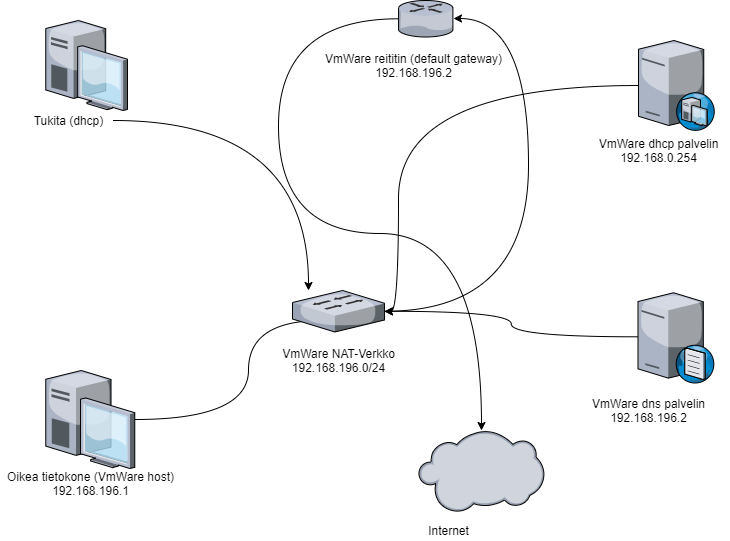 VmWare reititin (default gateway)
192.168.196.2
Tukita (dhcp)
VmWare dhcp palvelin
192.168.0.254
VmWare NAT-Verkko
192.168.196.0/24
VmWare dns palvelin
192.168.196.2
Oikea tietokone (VmWare host)
192.168.196.1
Internet